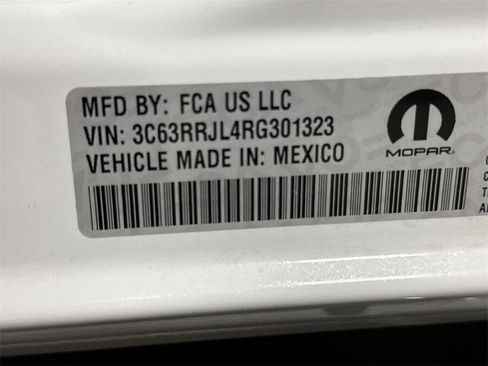 MFD BY: FCA US LLC
VIN: 3C63RRJL4RG301323
VEHICLE MADE IN: MEXICO
MOPAR